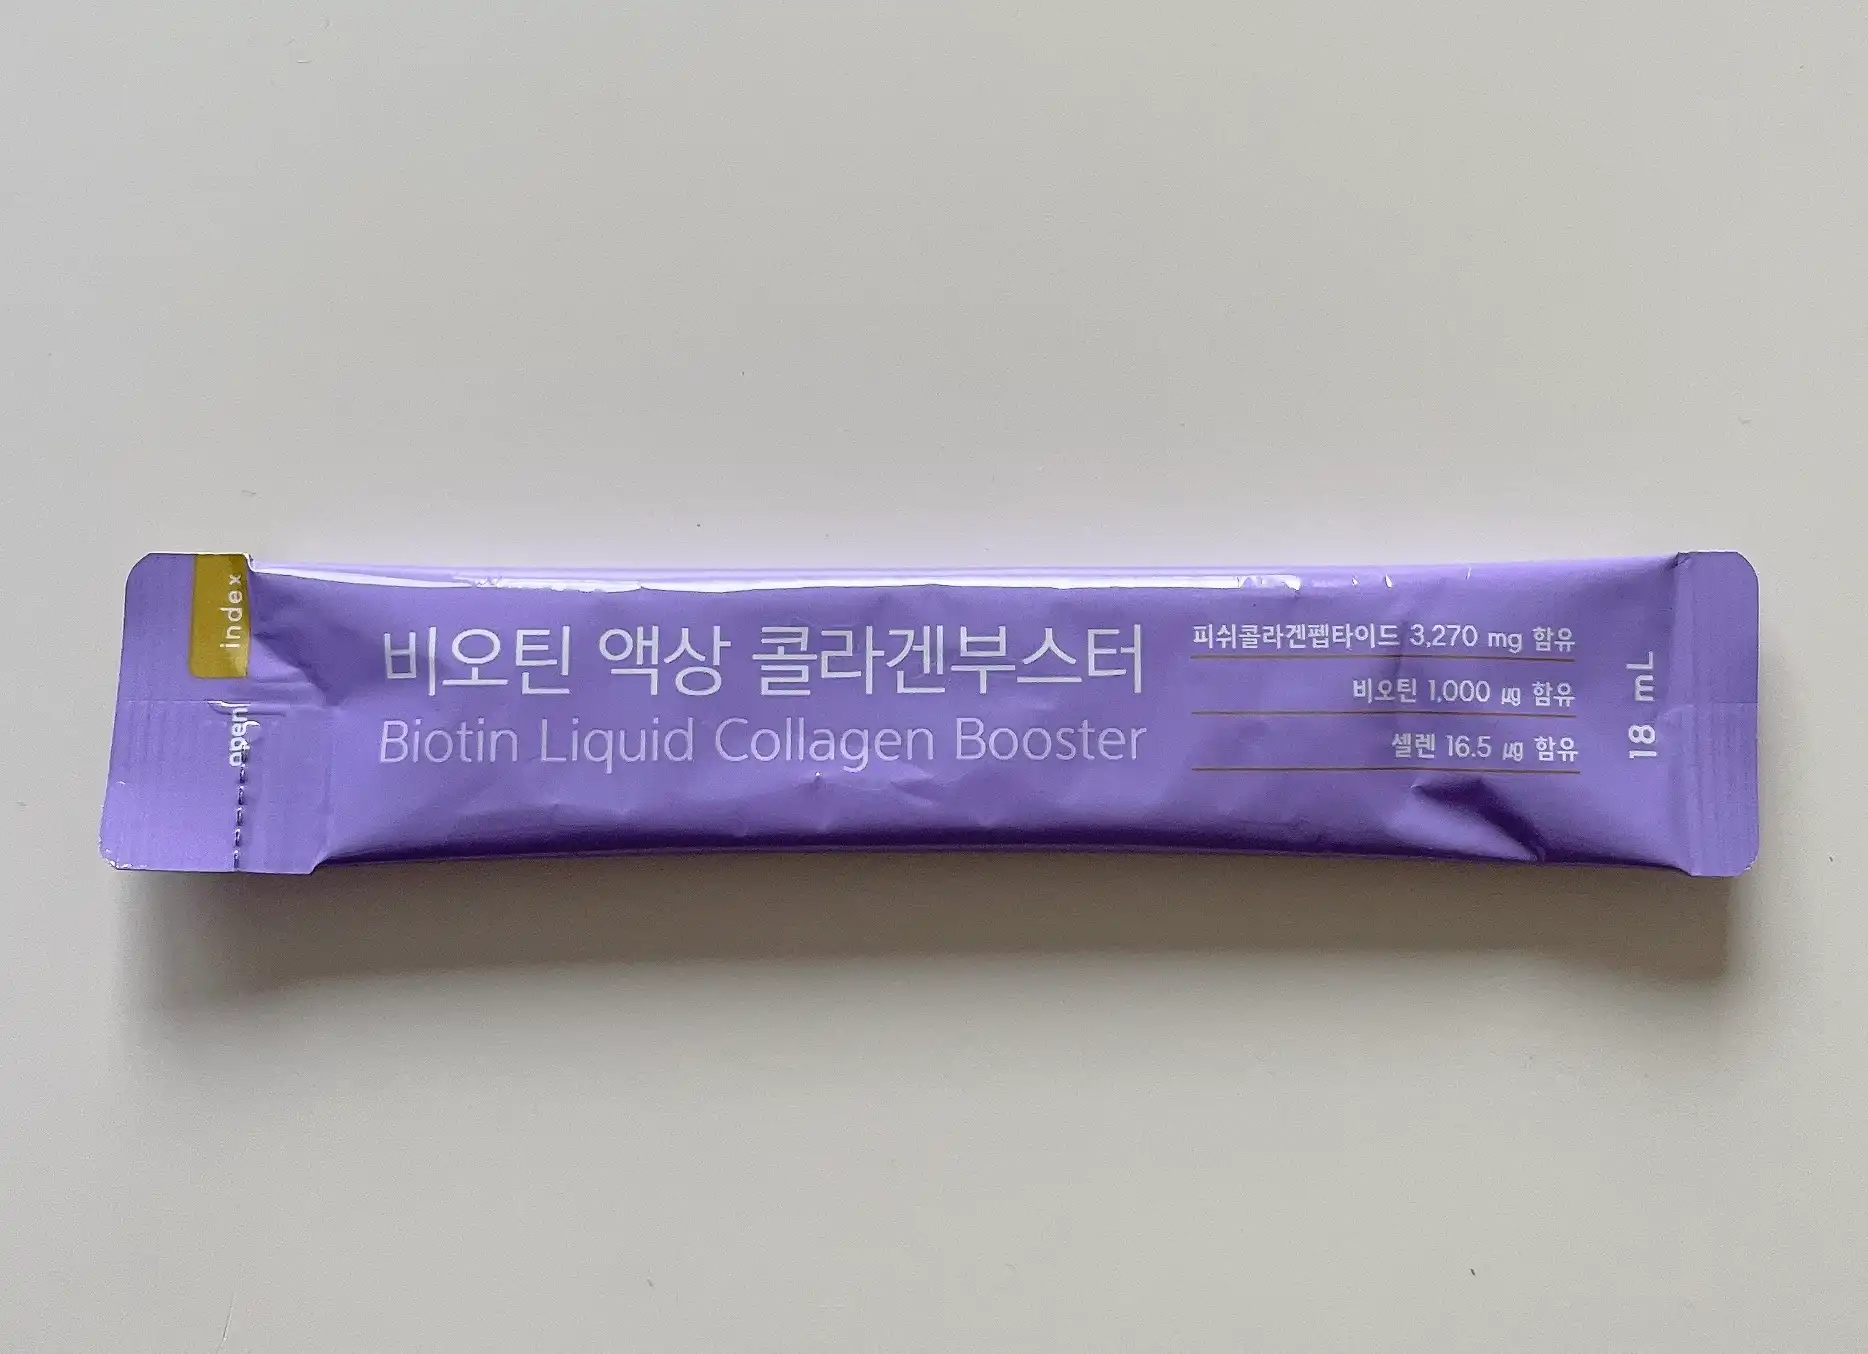 index
open
비오틴 액상 콜라겐부스터
Biotin Liquid Collagen Booster
피쉬콜라겐펩타이드 3,270 mg 함유
비오틴 1,000 ㎍ 함유
셀렌 16.5 ㎍ 함유
18 mL